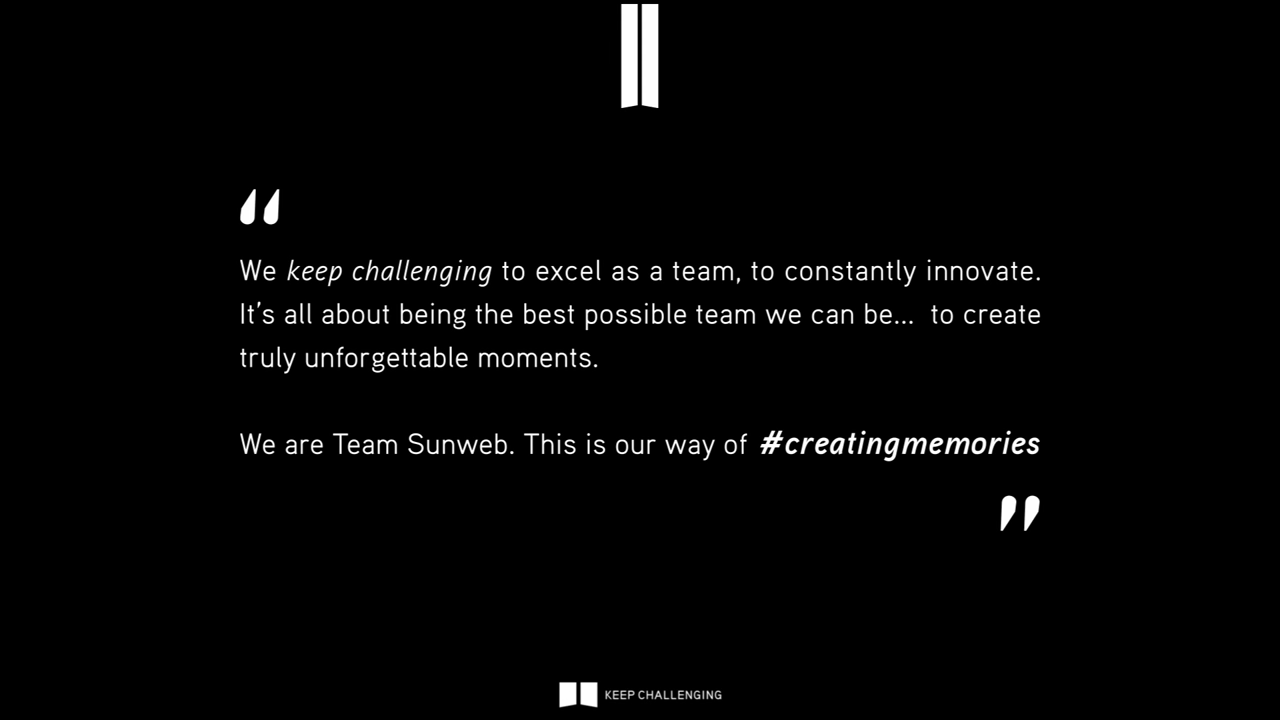 “
We keep challenging to excel as a team, to constantly innovate.
It’s all about being the best possible team we can be... to create
truly unforgettable moments.
We are Team Sunweb. This is our way of #creatingmemories
”
KEEP CHALLENGING